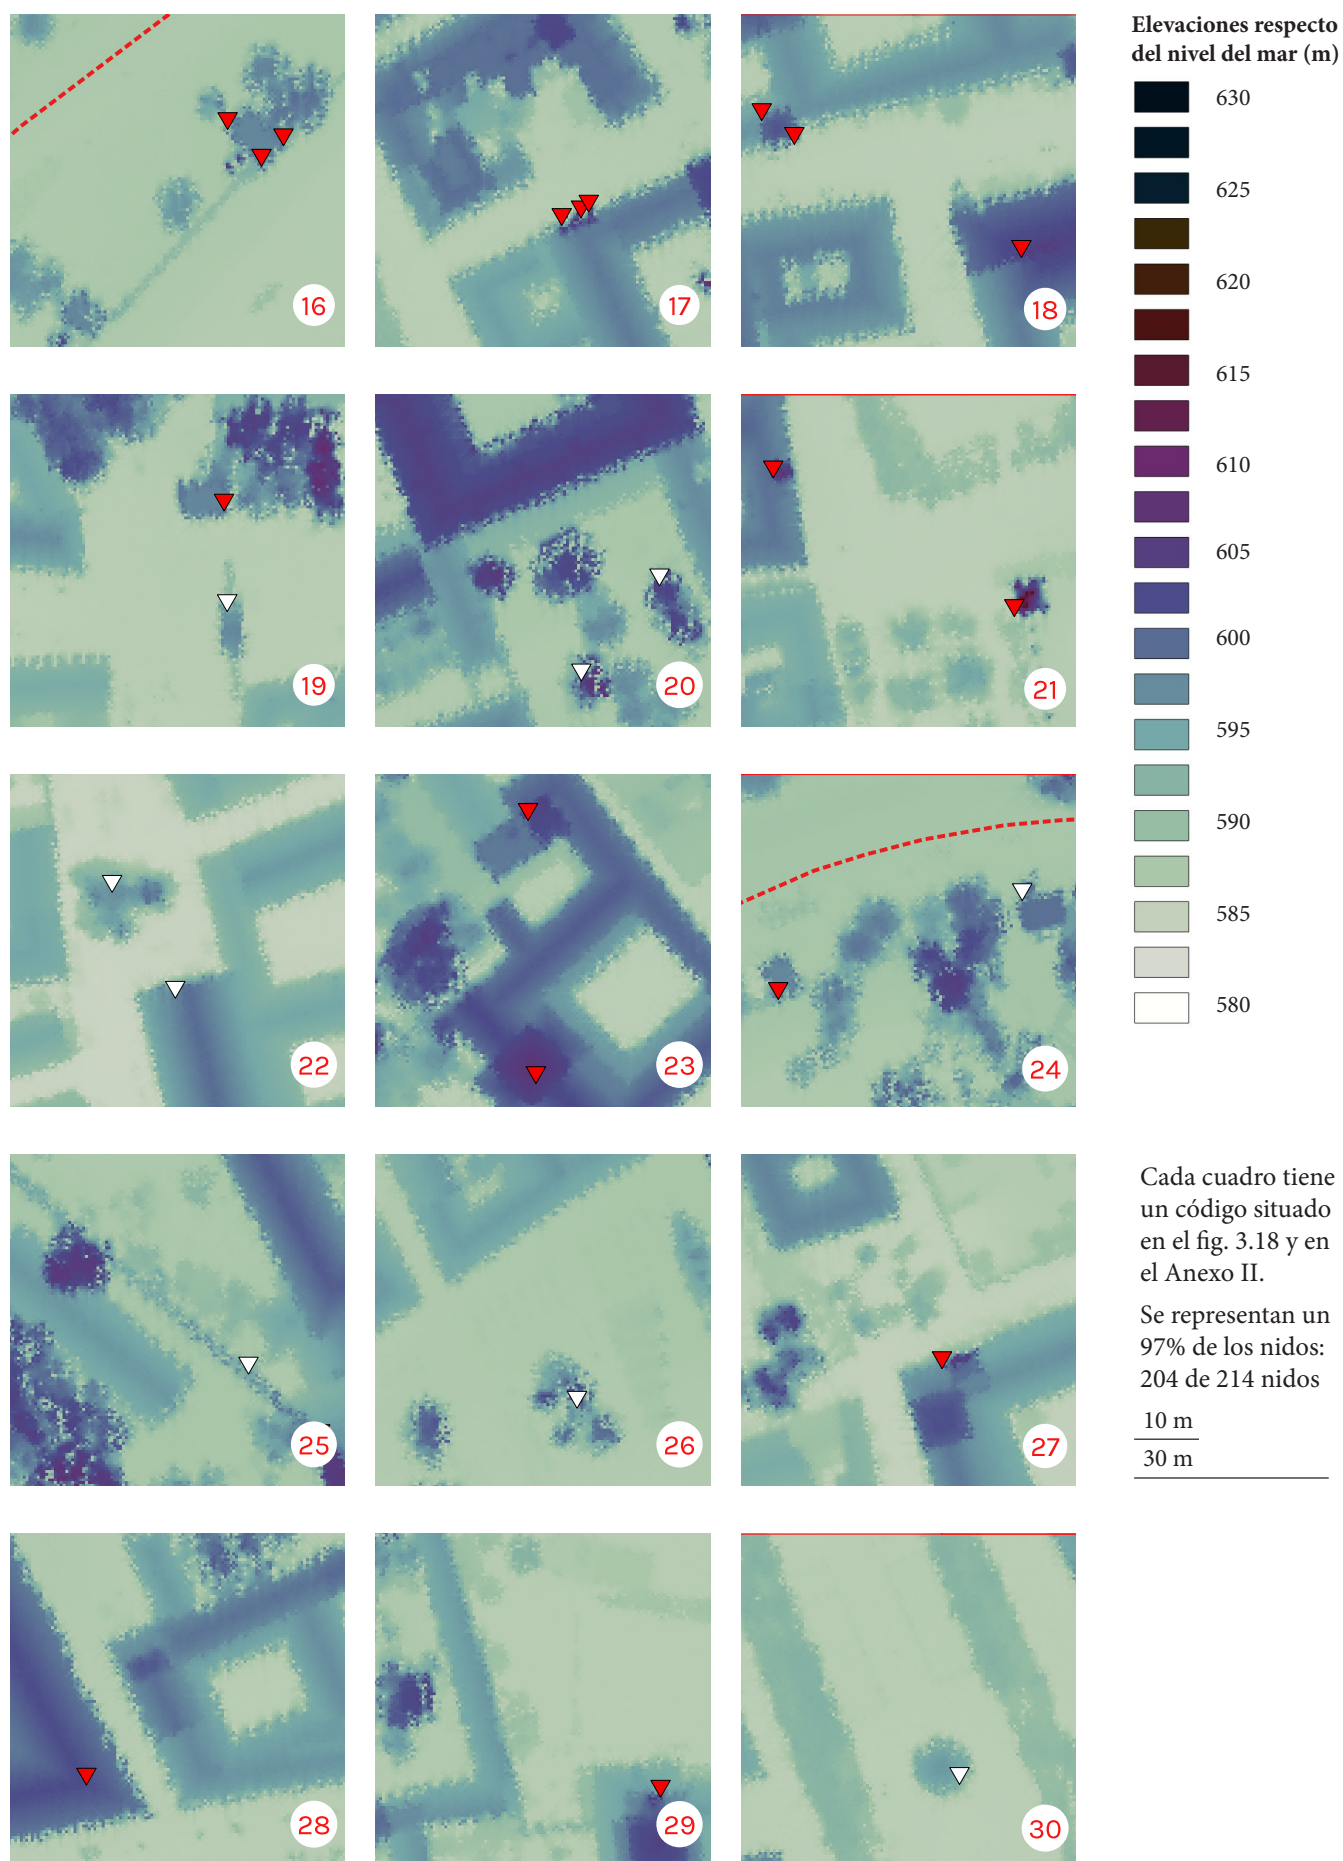 Elevaciones respecto
del nivel del mar (m)
630
625
620
615
610
605
600
595
590
585
580
16
17
18
19
20
21
22
23
24
25
26
27
28
29
30
Cada cuadro tiene
un código situado
en el fig. 3.18 y en
el Anexo II.
Se representan un
97% de los nidos:
204 de 214 nidos
10 m
30 m